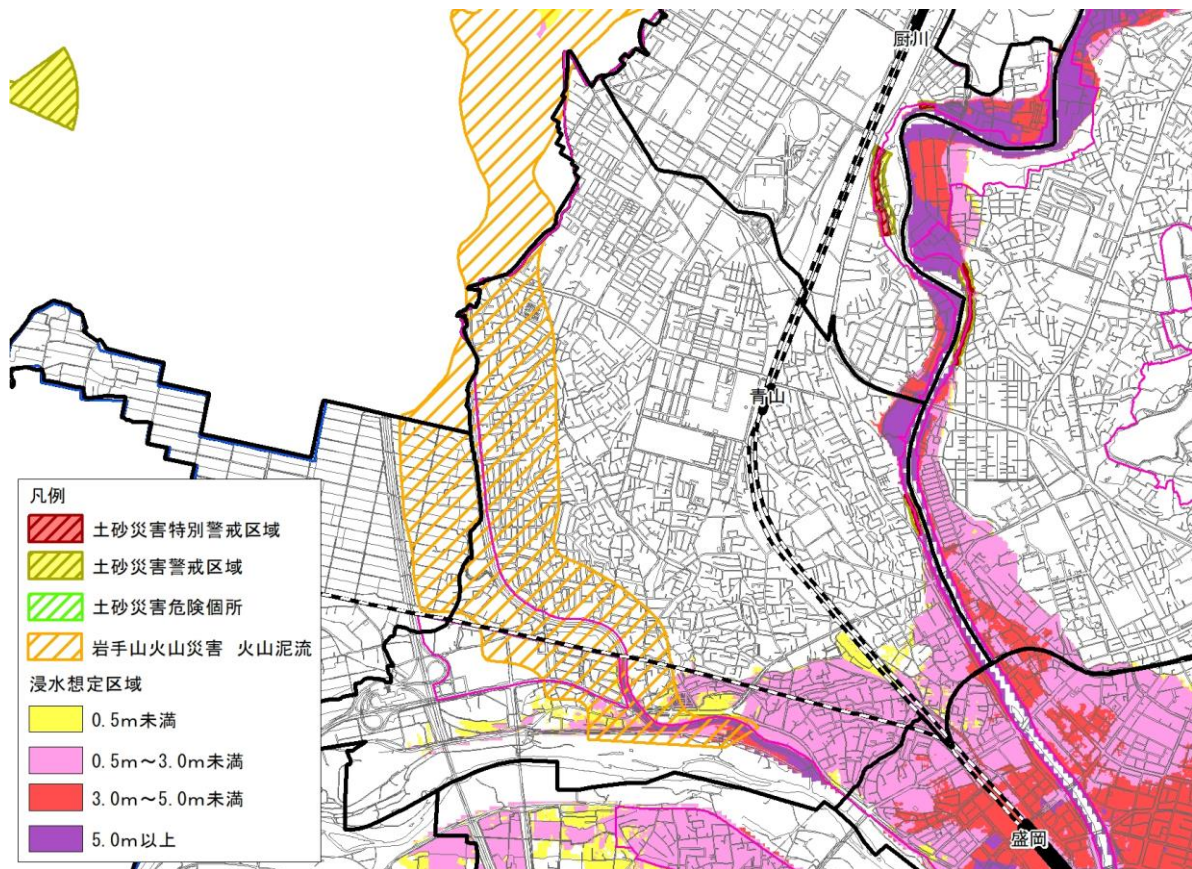 厨川
青山
凡例
土砂災害特別警戒区域
土砂災害警戒区域
土砂災害危険個所
岩手山火山災害 火山泥流
浸水想定区域
0.5m未満
0.5m~3.0m未満
3.0m~5.0m未満
5.0m以上
盛岡